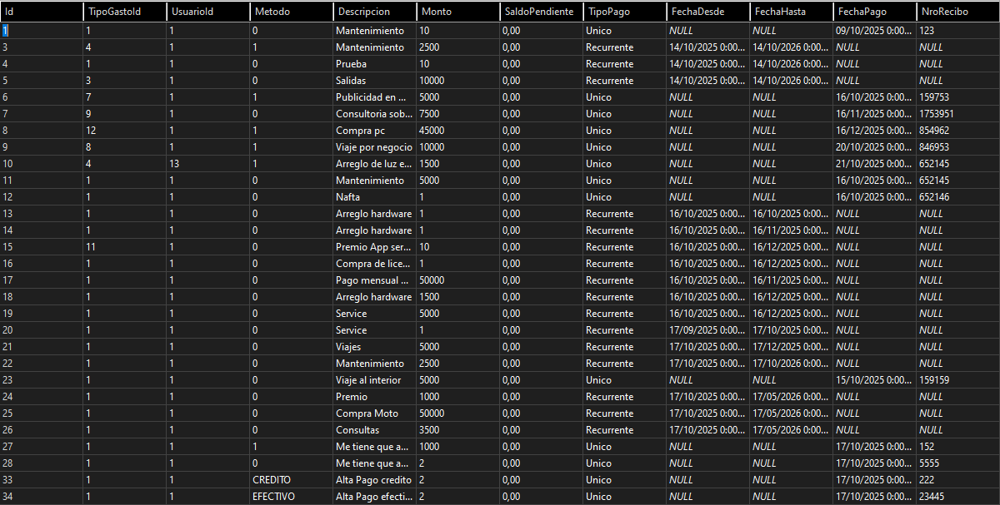 Id TipoGastoId UsuarioId Metodo Descripcion Monto SaldoPendiente TipoPago FechaDesde FechaHasta FechaPago NroRecibo
1 1 1 0 Mantenimiento 10 0,00 Unico NULL NULL 09/10/2025 0:00... 123
3 4 1 1 Mantenimiento 2500 0,00 Recurrente 14/10/2025 0:00... 14/10/2026 0:00... NULL NULL
4 1 1 0 Prueba 10 0,00 Recurrente 14/10/2025 0:00... 14/10/2026 0:00... NULL NULL
5 3 1 0 Salidas 10000 0,00 Recurrente 14/10/2025 0:00... 14/10/2026 0:00... NULL NULL
6 7 1 1 Publicidad en ... 5000 0,00 Unico NULL NULL 16/10/2025 0:00... 159753
7 9 1 0 Consultoria sob... 7500 0,00 Unico NULL NULL 16/11/2025 0:00... 1753951
8 12 1 1 Compra pc 45000 0,00 Unico NULL NULL 16/12/2025 0:00... 854962
9 8 1 1 Viaje por negocio 10000 0,00 Unico NULL NULL 20/10/2025 0:00... 846953
10 4 13 1 Arreglo de luz e... 1500 0,00 Unico NULL NULL 21/10/2025 0:00... 652145
11 1 1 0 Mantenimiento 5000 0,00 Unico NULL NULL 16/10/2025 0:00... 652145
12 1 1 0 Nafta 1 0,00 Unico NULL NULL 16/10/2025 0:00... 652146
13 1 1 0 Arreglo hardware 1 0,00 Recurrente 16/10/2025 0:00... 16/10/2026 0:00... NULL NULL
14 1 1 0 Arreglo hardware 1 0,00 Recurrente 16/10/2025 0:00... 16/11/2025 0:00... NULL NULL
15 11 1 0 Premio App ser... 10 0,00 Recurrente 16/10/2025 0:00... 16/12/2025 0:00... NULL NULL
16 1 1 0 Compra de lice... 1 0,00 Recurrente 16/10/2025 0:00... 16/12/2025 0:00... NULL NULL
17 1 1 0 Pago mensual ... 50000 0,00 Recurrente 16/10/2025 0:00... 16/11/2025 0:00... NULL NULL
18 1 1 0 Arreglo hardware 1500 0,00 Recurrente 16/10/2025 0:00... 16/12/2025 0:00... NULL NULL
19 1 1 0 Service 5000 0,00 Recurrente 16/10/2025 0:00... 16/12/2025 0:00... NULL NULL
20 1 1 0 Service 1 0,00 Recurrente 17/09/2025 0:00... 17/10/2025 0:00... NULL NULL
21 1 1 0 Viajes 5000 0,00 Recurrente 17/10/2025 0:00... 17/12/2025 0:00... NULL NULL
22 1 1 0 Mantenimiento 2500 0,00 Recurrente 17/10/2025 0:00... 17/10/2026 0:00... NULL NULL
23 1 1 0 Viaje al interior 5000 0,00 Unico NULL NULL 15/10/2025 0:00... 159159
24 1 1 0 Premio 1000 0,00 Recurrente 17/10/2025 0:00... 17/05/2026 0:00... NULL NULL
25 1 1 0 Compra Moto 50000 0,00 Recurrente 17/10/2025 0:00... 17/05/2026 0:00... NULL NULL
26 1 1 0 Consultas 3500 0,00 Recurrente 17/10/2025 0:00... 17/05/2026 0:00... NULL NULL
27 1 1 1 Me tiene que a... 1000 0,00 Unico NULL NULL 17/10/2025 0:00... 152
28 1 1 0 Me tiene que a... 2 0,00 Unico NULL NULL 17/10/2025 0:00... 5555
33 1 1 CREDITO Alta Pago credito 2 0,00 Unico NULL NULL 17/10/2025 0:00... 222
34 1 1 EFECTIVO Alta Pago efecti... 2 0,00 Unico NULL NULL 17/10/2025 0:00... 23445